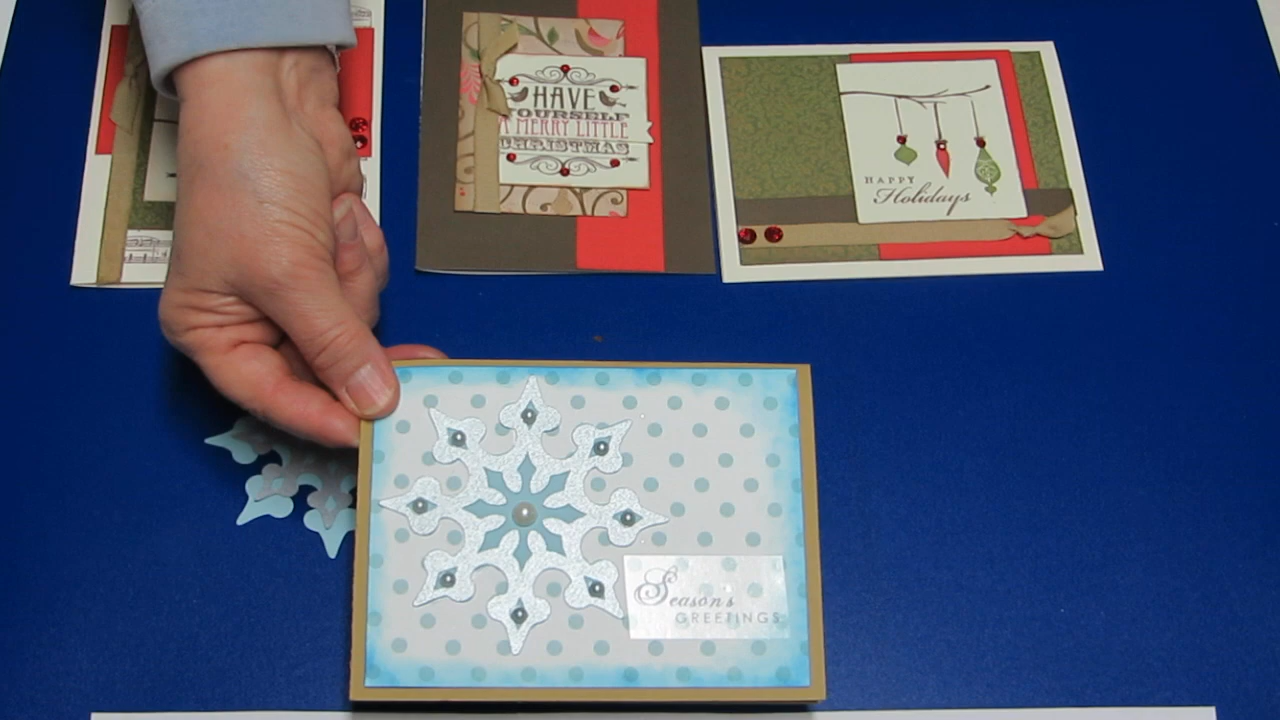 HAVE
YOURSELF
A MERRY LITTLE
CHRISTMAS
HAPPY
Holidays
Season's
GREETINGS